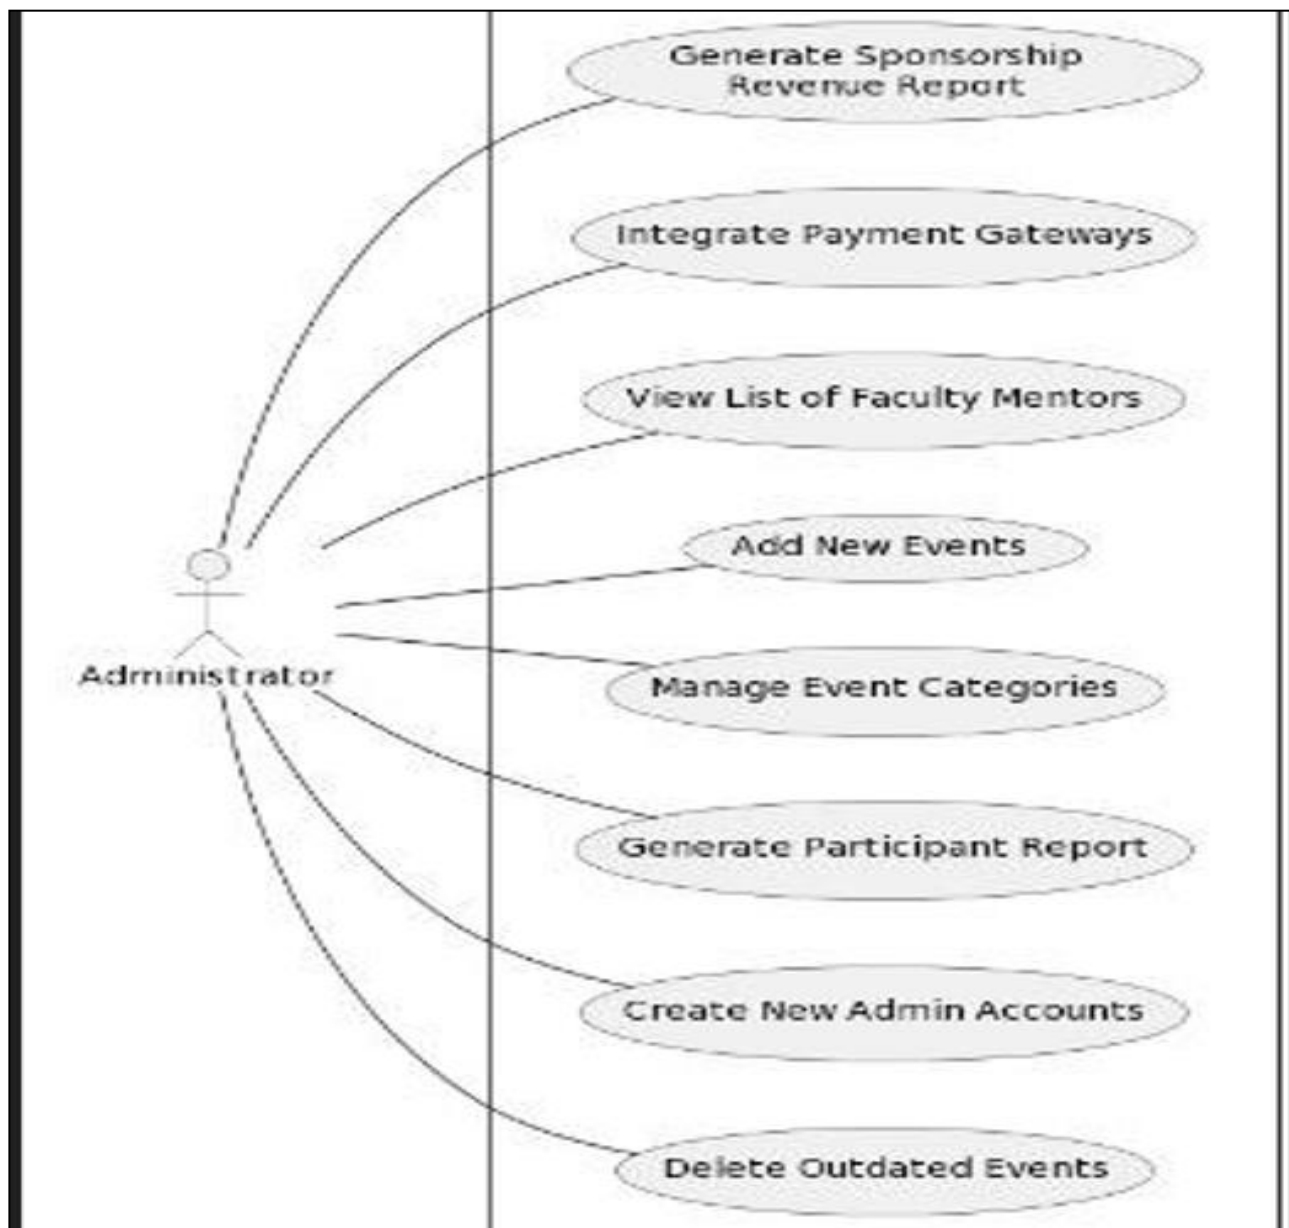 Generate Sponsorship
Revenue Report
Integrate Payment Gateways
View List of Faculty Mentors
Add New Events
Administrator
Manage Event Categories
Generate Participant Report
Create New Admin Accounts
Delete Outdated Events